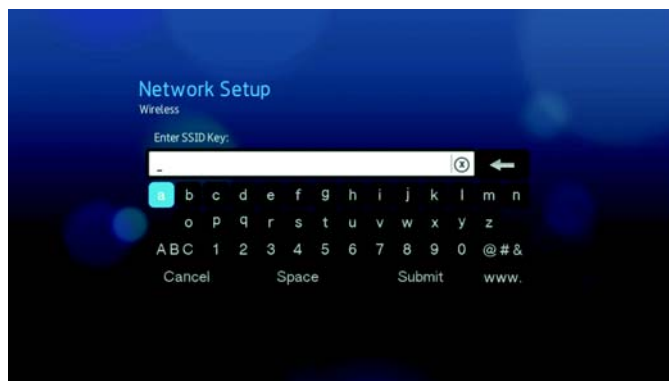 Network Setup
Wireless
Enter SSID Key:
_
a b c d e f g h i j k l m n
o p q r s t u v w x y z
ABC 1 2 3 4 5 6 7 8 9 0 @#&
Cancel Space Submit www.